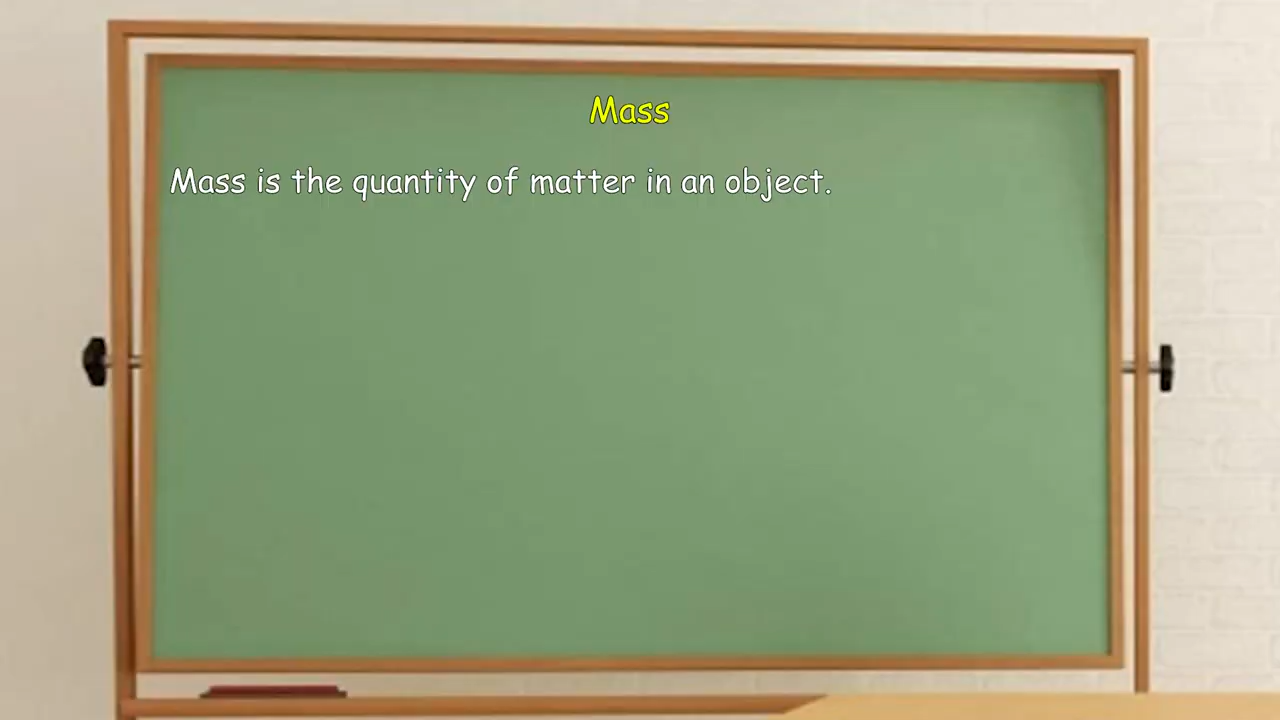 Mass
Mass is the quantity of matter in an object.